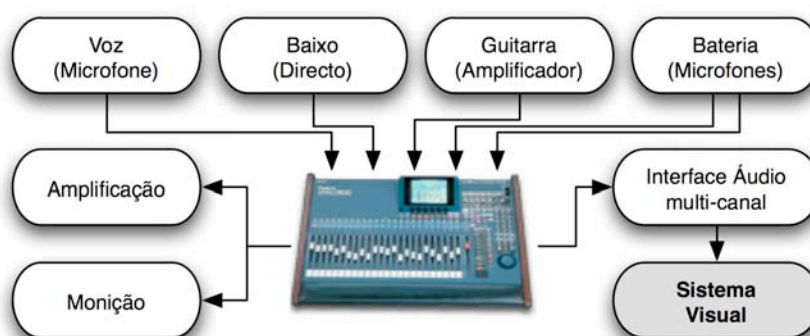 Voz
(Microfone)
Baixo
(Directo)
Guitarra
(Amplificador)
Bateria
(Microfones)
Amplificação
Interface Áudio
multi-canal
Monição
Sistema
Visual